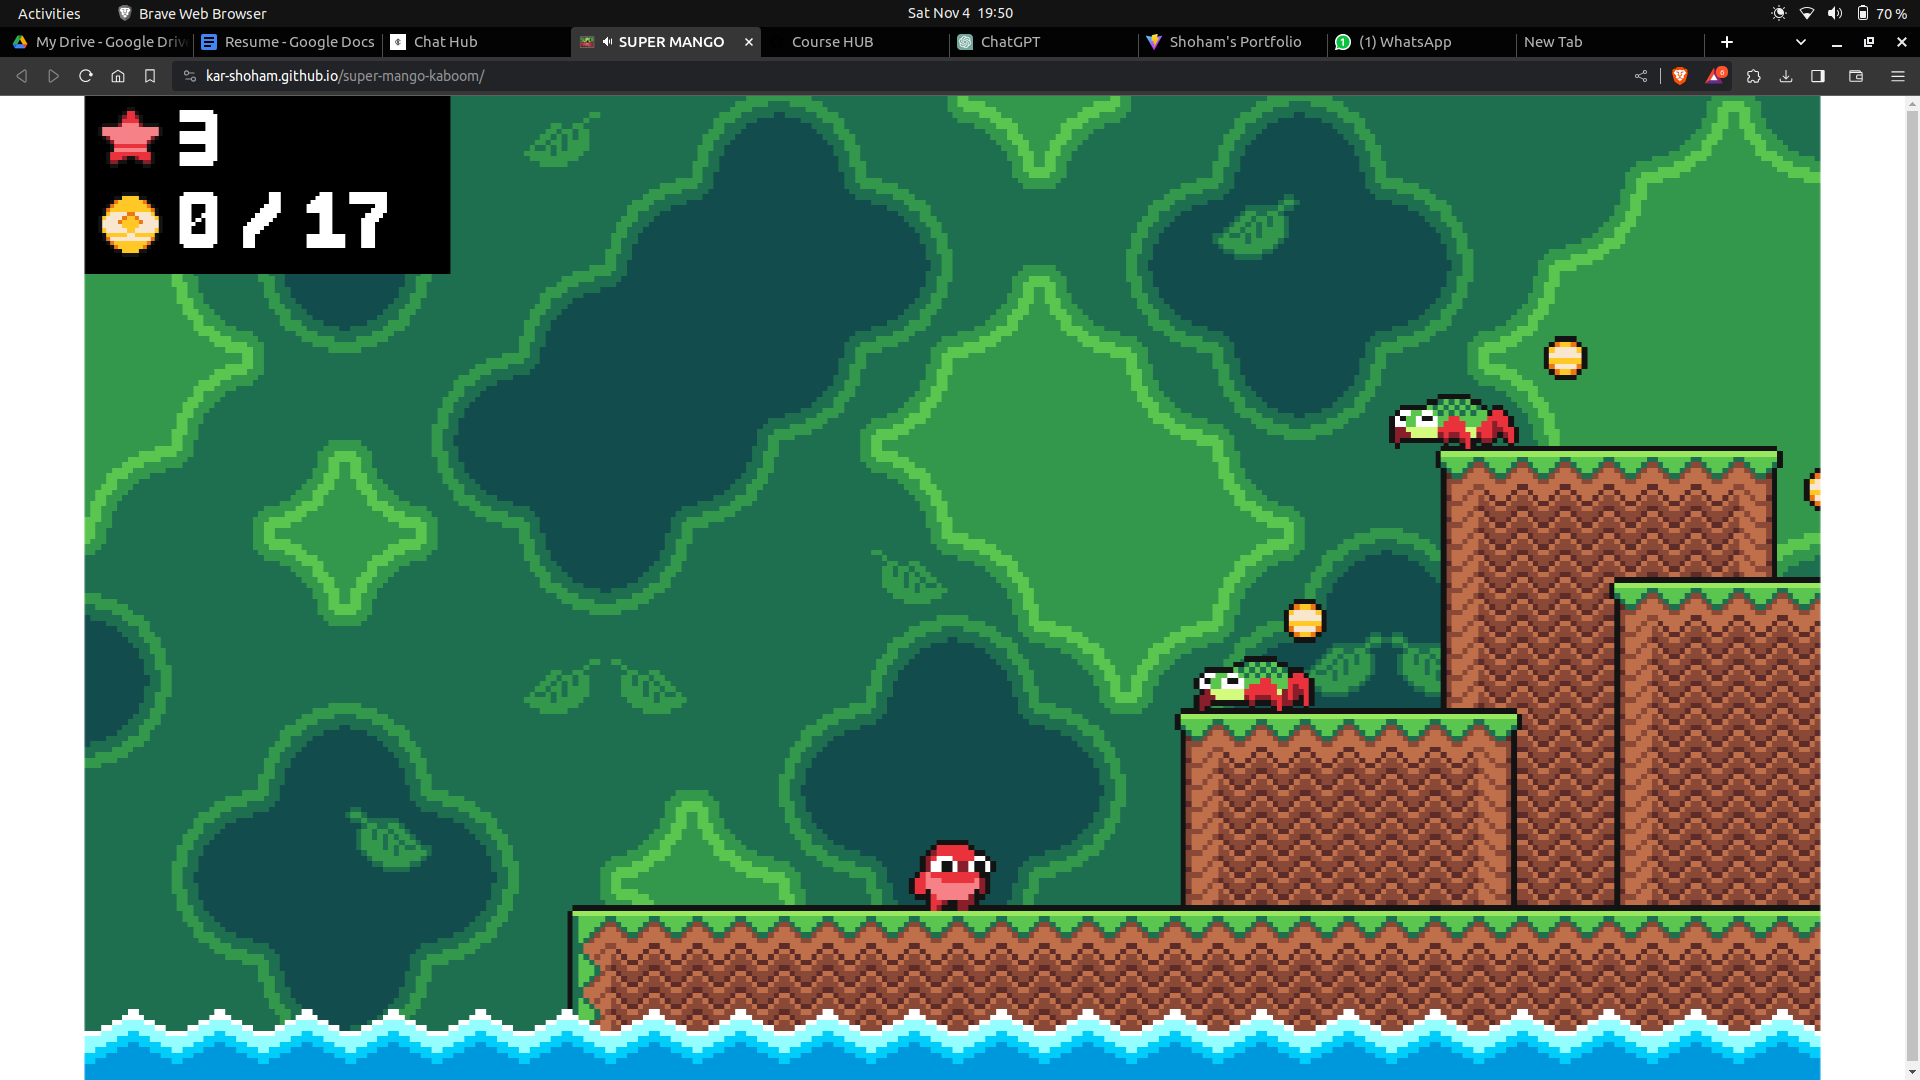 Activities
Brave Web Browser
Sat Nov 4 19:50
70 %
My Drive - Google Driv
Resume - Google Docs
Chat Hub
SUPER MANGO
Course HUB
ChatGPT
Shoham's Portfolio
(1) WhatsApp
New Tab
kar-shoham.github.io/super-mango-kaboom/
6
3
0/17